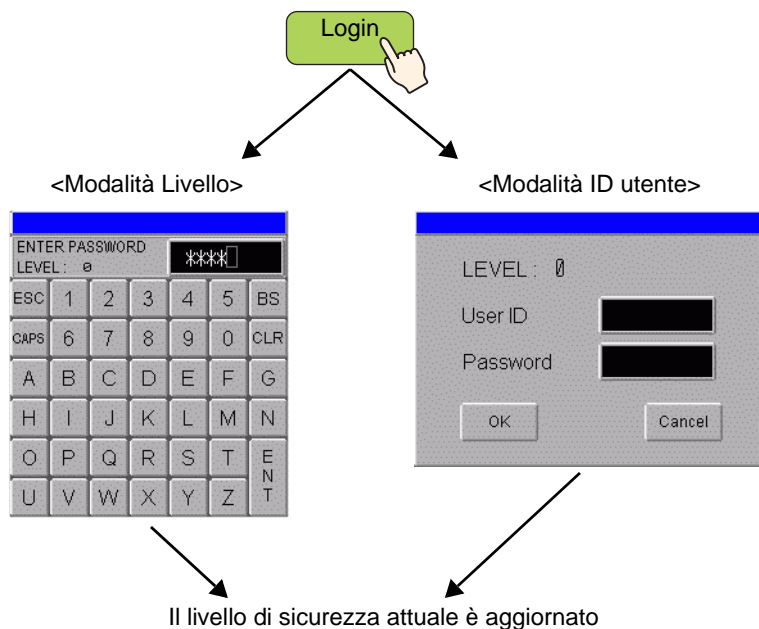 Login
<Modalità Livello>
<Modalità ID utente>
ENTER PASSWORD
LEVEL : 0
****
ESC 1 2 3 4 5 BS
CAPS 6 7 8 9 0 CLR
A B C D E F G
H I J K L M N
O P Q R S T ENT
U V W X Y Z
LEVEL : 0
User ID
Password
OK Cancel
Il livello di sicurezza attuale è aggiornato